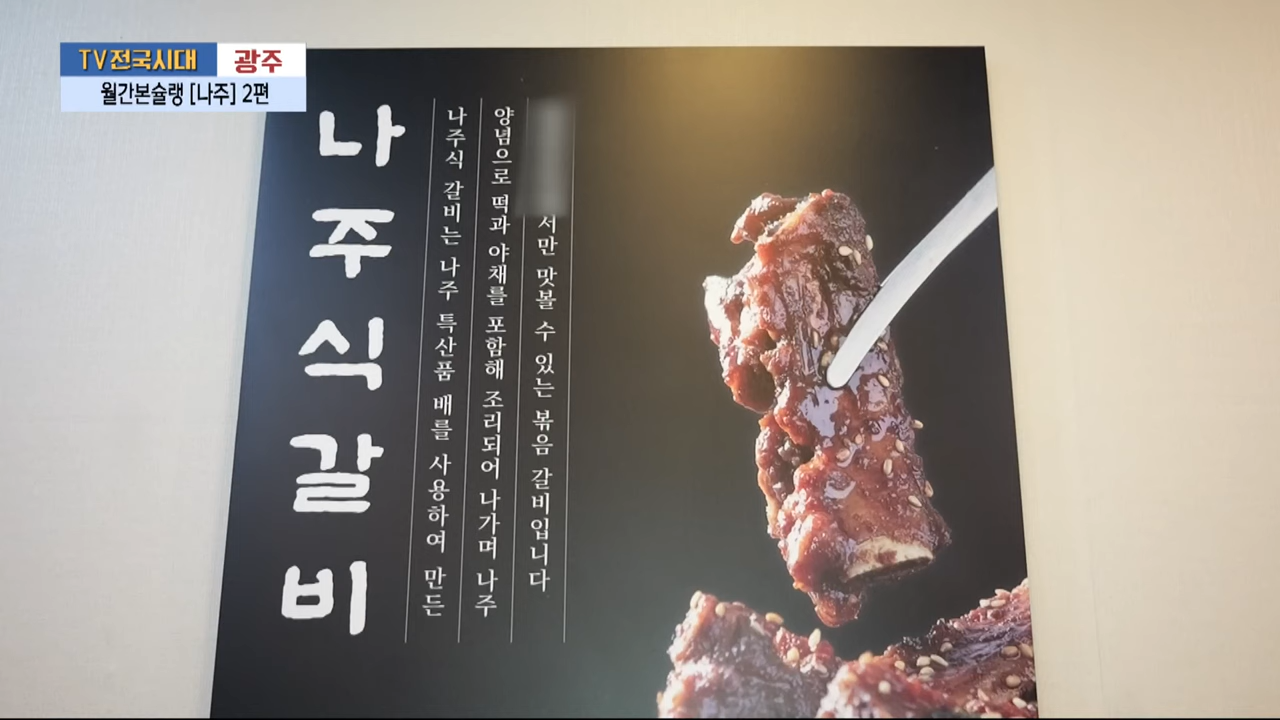 TV전국시대 광주
월간본슐랭 [나주] 2편
나주식갈비
나주식 갈비는 나주 특산품 배를 사용하여 만든
양념으로 떡과 야채를 포함해 조리되어 나가며 나주
서만 맛볼 수 있는 볶음 갈비입니다